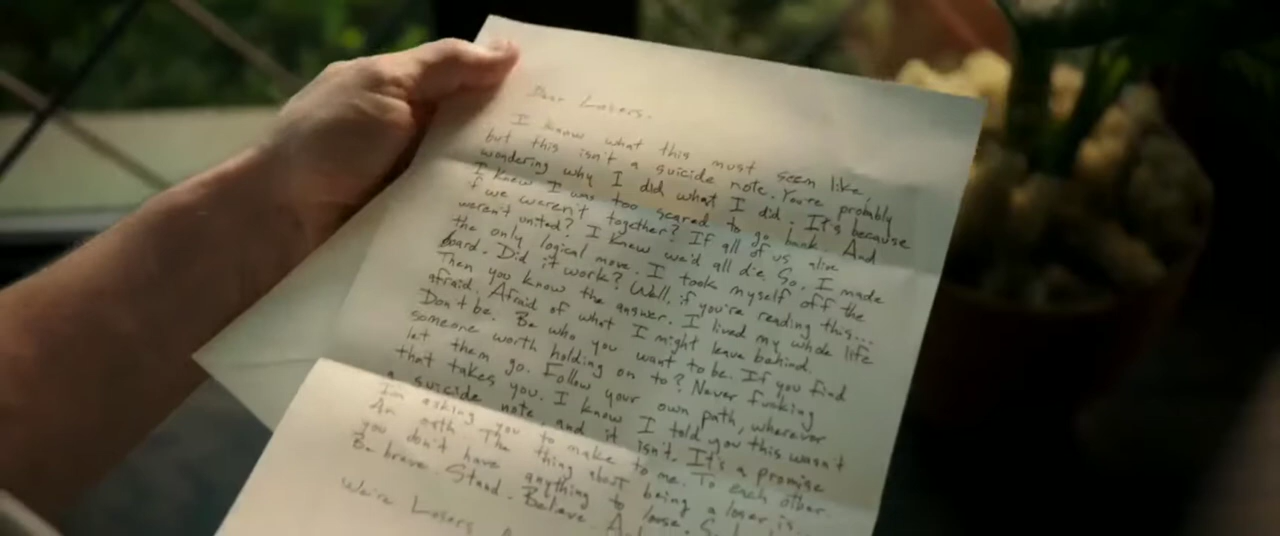 Dear Losers.
I know what this must seem like,
but this isn't a suicide note. You're probably
wondering why I did what I did. It's because
I knew I was too scared to go back. And
if we weren't together? If all of us alive
weren't united? I knew we'd all die. So, I made
the only logical move. I took myself off the
board. Did it work? Well, if you're reading this...
Then you know the answer. I lived my whole life
afraid. Afraid of what I might leave behind.
Don't be. Be who you want to be. If you find
someone worth holding on to? Never fucking
let them go. Follow your own path, wherever
that takes you. I know I told you this wasn't
a suicide note, and it isn't. It's a promise
I'm asking you to make to me. To each other.
An oath. The thing about being a loser is
you don't have anything to lose.
Be brave. Stand. Believe.
We're Losers